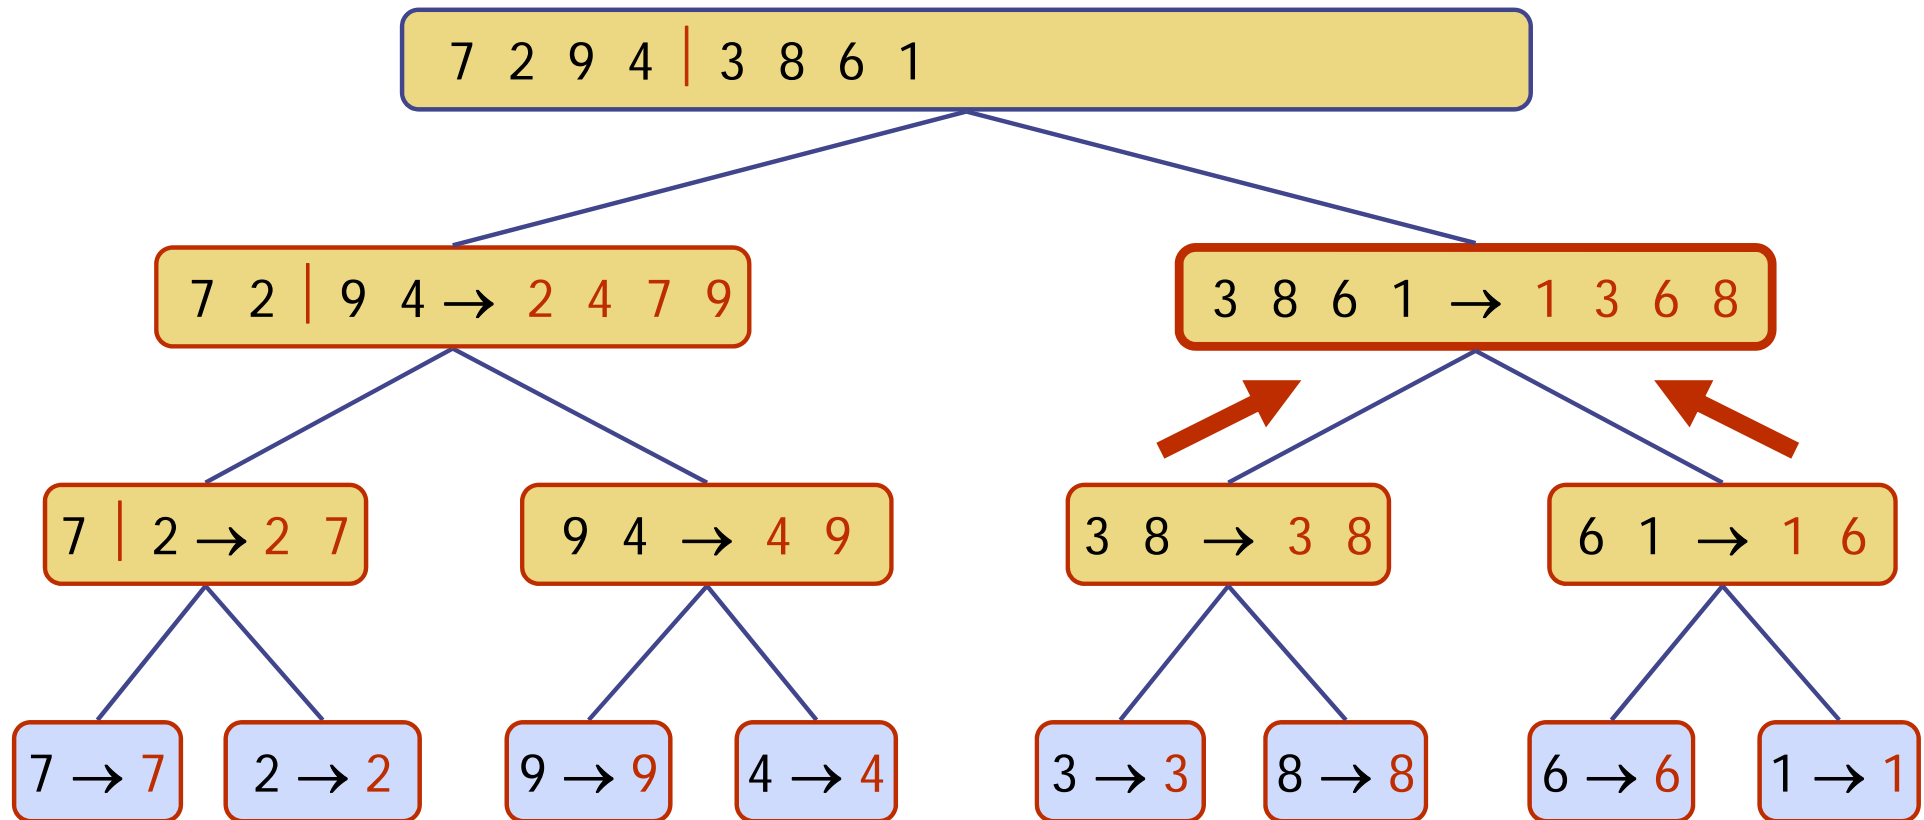 7 2 9 4 | 3 8 6 1
7 2 | 9 4 → 2 4 7 9
3 8 6 1 → 1 3 6 8
7 | 2 → 2 7
9 4 → 4 9
3 8 → 3 8
6 1 → 1 6
7 → 7
2 → 2
9 → 9
4 → 4
3 → 3
8 → 8
6 → 6
1 → 1